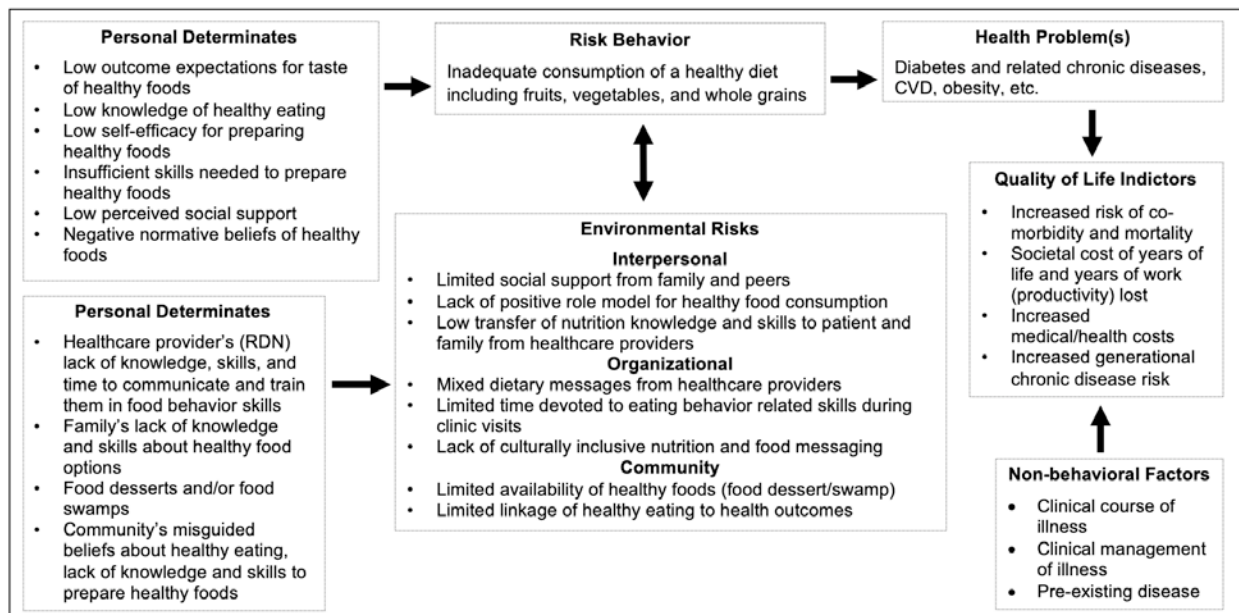 Personal Determinates
• Low outcome expectations for taste
of healthy foods
• Low knowledge of healthy eating
• Low self-efficacy for preparing
healthy foods
• Insufficient skills needed to prepare
healthy foods
• Low perceived social support
• Negative normative beliefs of healthy
foods
Risk Behavior
Inadequate consumption of a healthy diet
including fruits, vegetables, and whole grains
Health Problem(s)
Diabetes and related chronic diseases,
CVD, obesity, etc.
Personal Determinates
• Healthcare provider's (RDN)
lack of knowledge, skills, and
time to communicate and train
them in food behavior skills
• Family's lack of knowledge
and skills about healthy food
options
• Food desserts and/or food
swamps
• Community's misguided
beliefs about healthy eating,
lack of knowledge and skills to
prepare healthy foods
Environmental Risks
Interpersonal
• Limited social support from family and peers
• Lack of positive role model for healthy food consumption
• Low transfer of nutrition knowledge and skills to patient and
family from healthcare providers
Organizational
• Mixed dietary messages from healthcare providers
• Limited time devoted to eating behavior related skills during
clinic visits
• Lack of culturally inclusive nutrition and food messaging
Community
• Limited availability of healthy foods (food dessert/swamp)
• Limited linkage of healthy eating to health outcomes
Quality of Life Indictors
• Increased risk of co-
morbidity and mortality
• Societal cost of years of
life and years of work
(productivity) lost
• Increased
medical/health costs
• Increased generational
chronic disease risk
Non-behavioral Factors
• Clinical course of
illness
• Clinical management
of illness
• Pre-existing disease